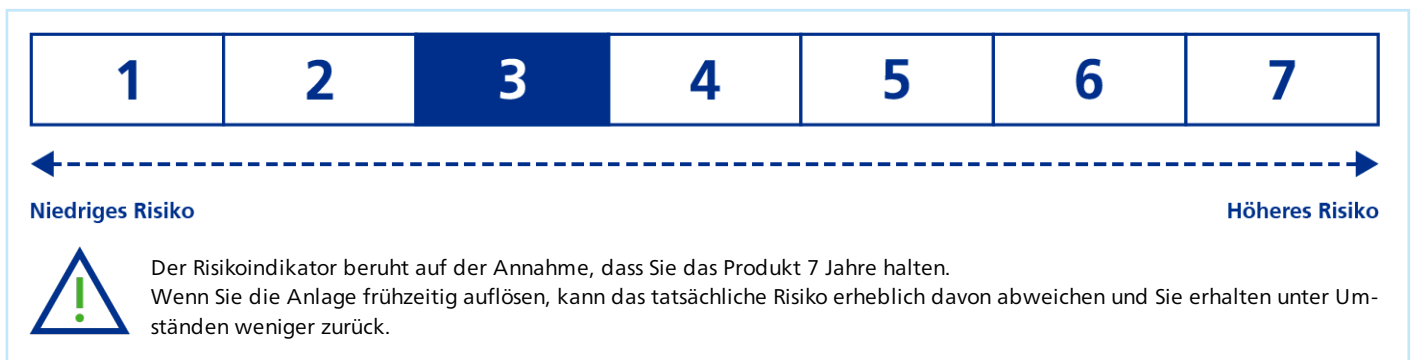 1 2 3 4 5 6 7
Niedriges Risiko Höheres Risiko
Der Risikoindikator beruht auf der Annahme, dass Sie das Produkt 7 Jahre halten.
Wenn Sie die Anlage frühzeitig auflösen, kann das tatsächliche Risiko erheblich davon abweichen und Sie erhalten unter Um-
ständen weniger zurück.